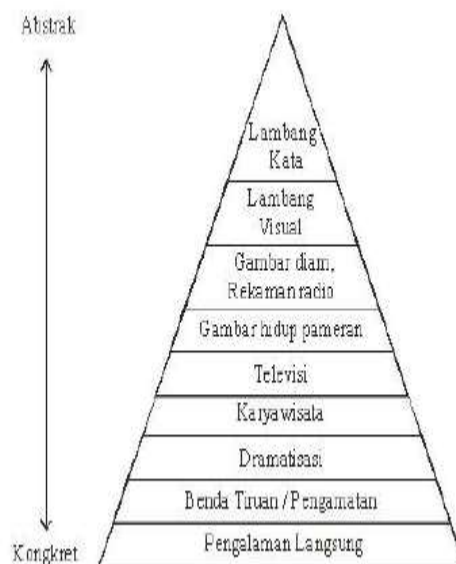 Abstrak
Lambang
Kata
Lambang
Visual
Gambar diam,
Rekaman radio
Gambar hidup pameran
Televisi
Karyawisata
Dramatisasi
Benda Tiruan / Pengamatan
Pengalaman Langsung
Kongkret